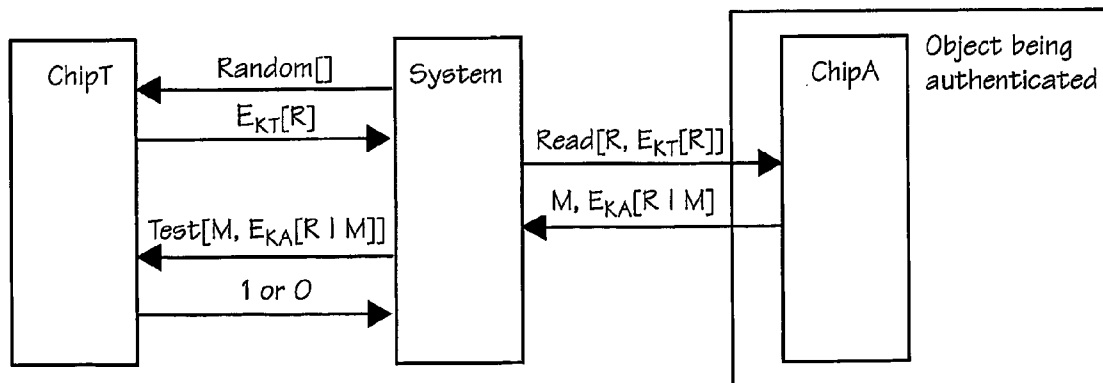 ChipT
System
ChipA
Object being
authenticated
Random[]
E_KT[R]
Read[R, E_KT[R]]
M, E_KA[R | M]
Test[M, E_KA[R | M]]
1 or 0